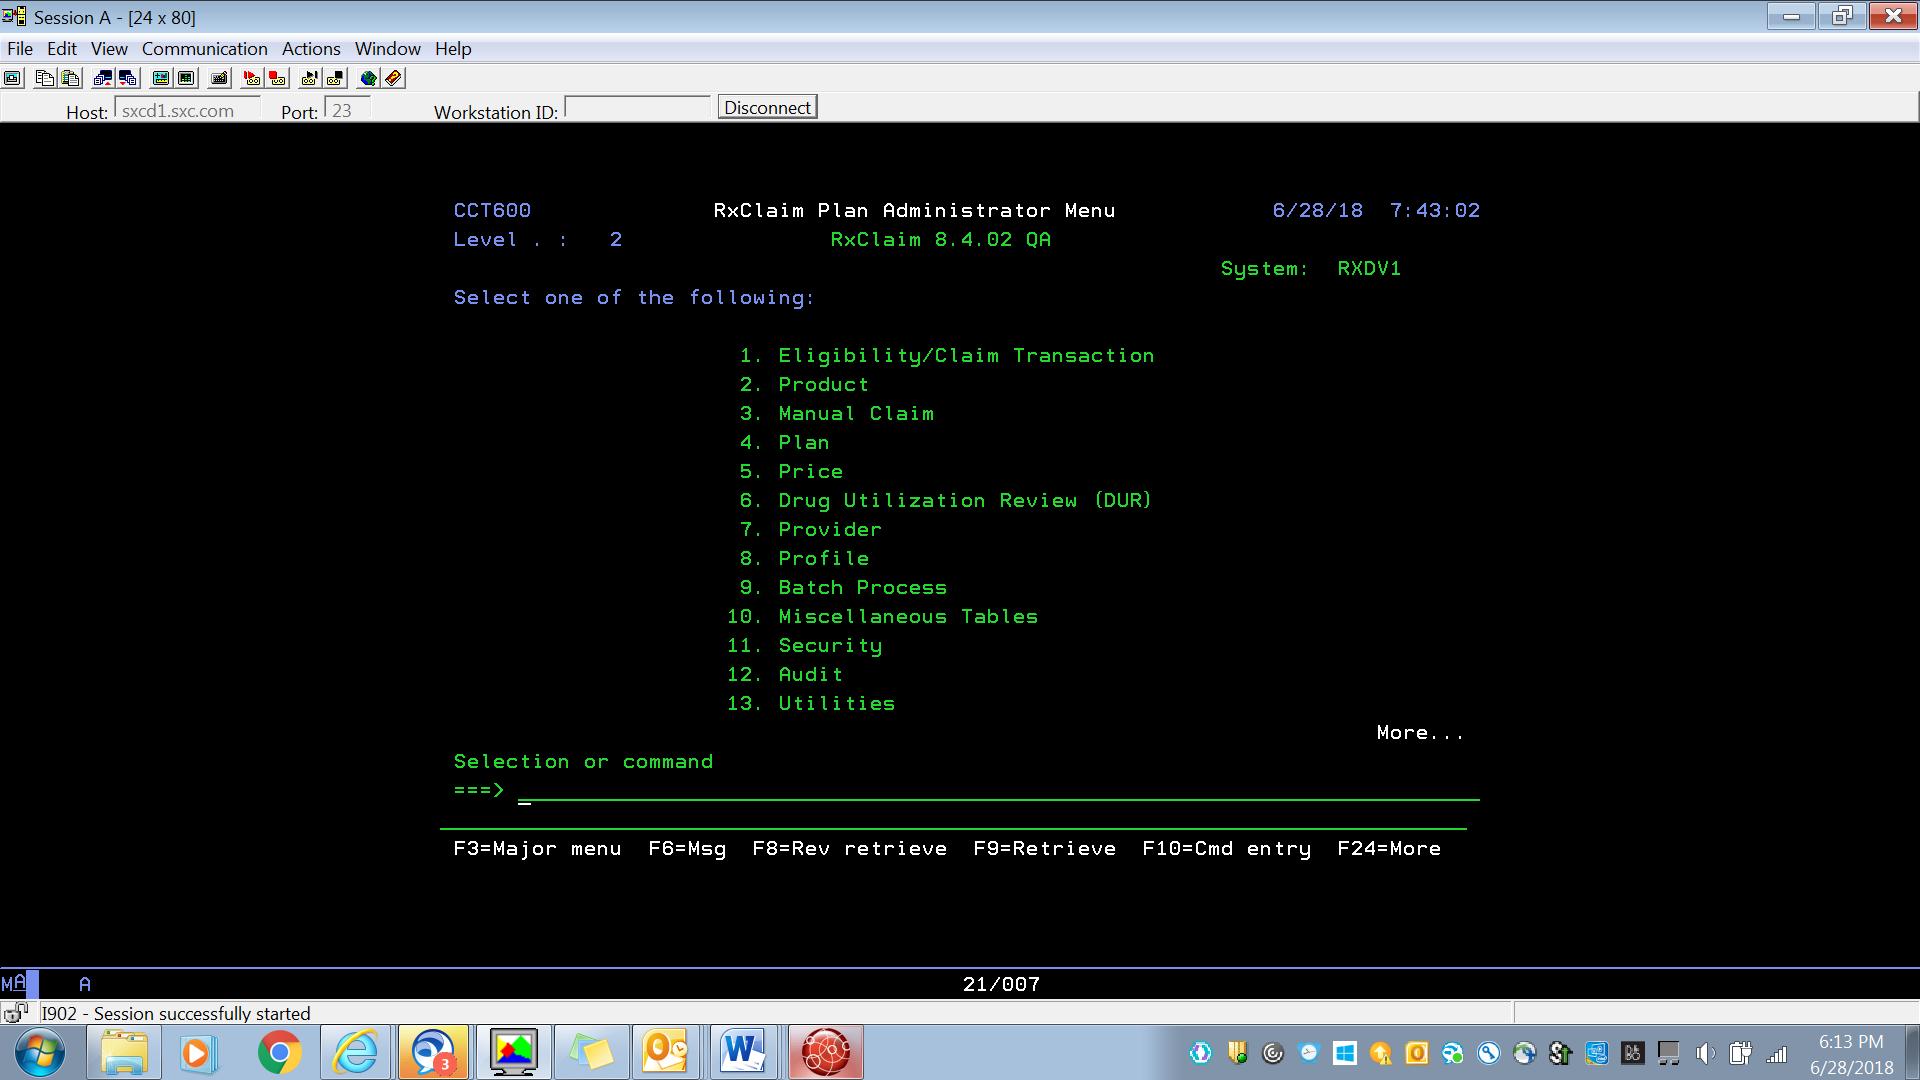 Session A - [24 x 80]
File Edit View Communication Actions Window Help
Host: sxcd1.sxc.com Port: 23 Workstation ID: Disconnect
CCT600 RxClaim Plan Administrator Menu 6/28/18 7:43:02
Level . : 2 RxClaim 8.4.02 QA
System: RXDV1
Select one of the following:
1. Eligibility/Claim Transaction
2. Product
3. Manual Claim
4. Plan
5. Price
6. Drug Utilization Review (DUR)
7. Provider
8. Profile
9. Batch Process
10. Miscellaneous Tables
11. Security
12. Audit
13. Utilities
More...
Selection or command
===>
F3=Major menu F6=Msg F8=Rev retrieve F9=Retrieve F10=Cmd entry F24=More
MA A 21/007
I902 - Session successfully started
3
6:13 PM
6/28/2018